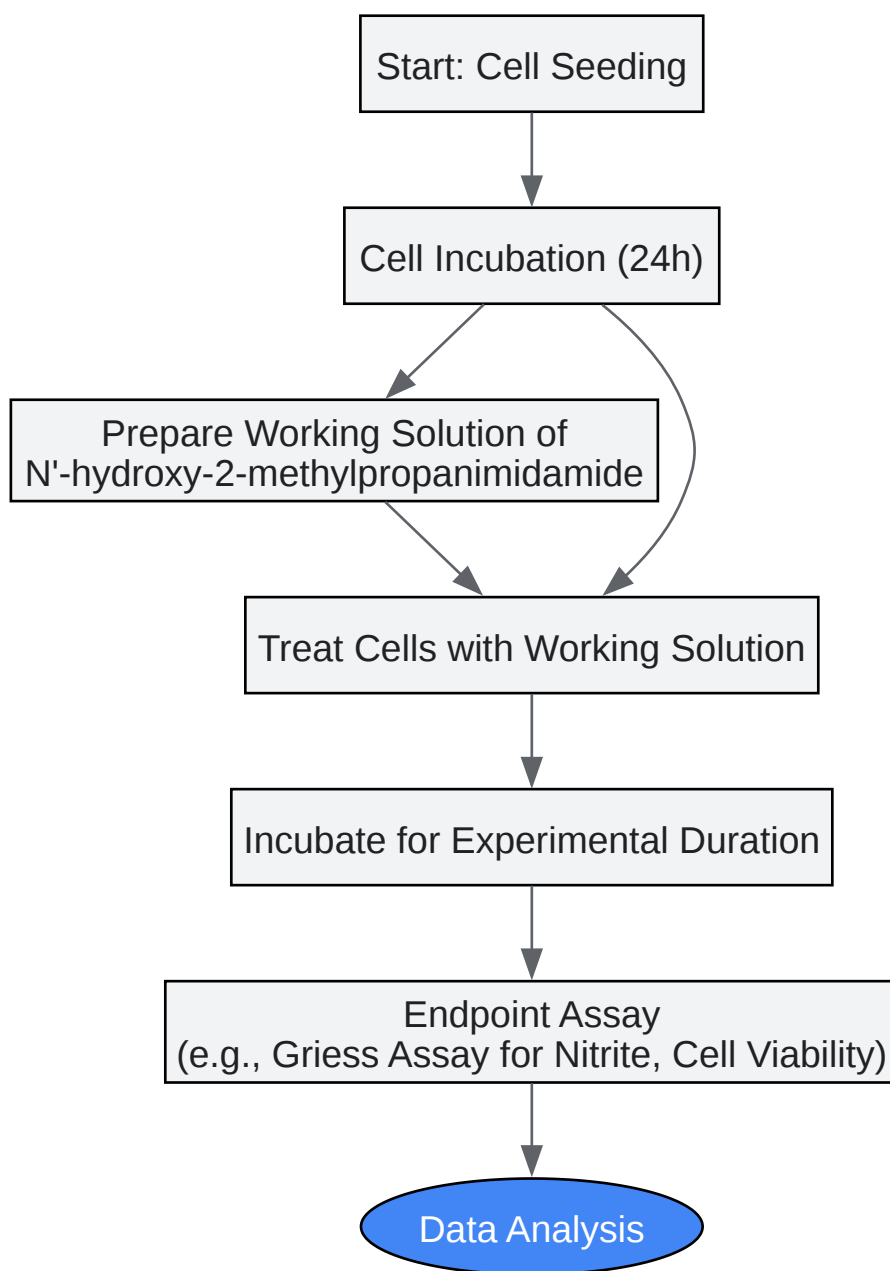 Start: Cell Seeding
Cell Incubation (24h)
Prepare Working Solution of
N'-hydroxy-2-methylpropanimidamide
Treat Cells with Working Solution
Incubate for Experimental Duration
Endpoint Assay
(e.g., Griess Assay for Nitrite, Cell Viability)
Data Analysis